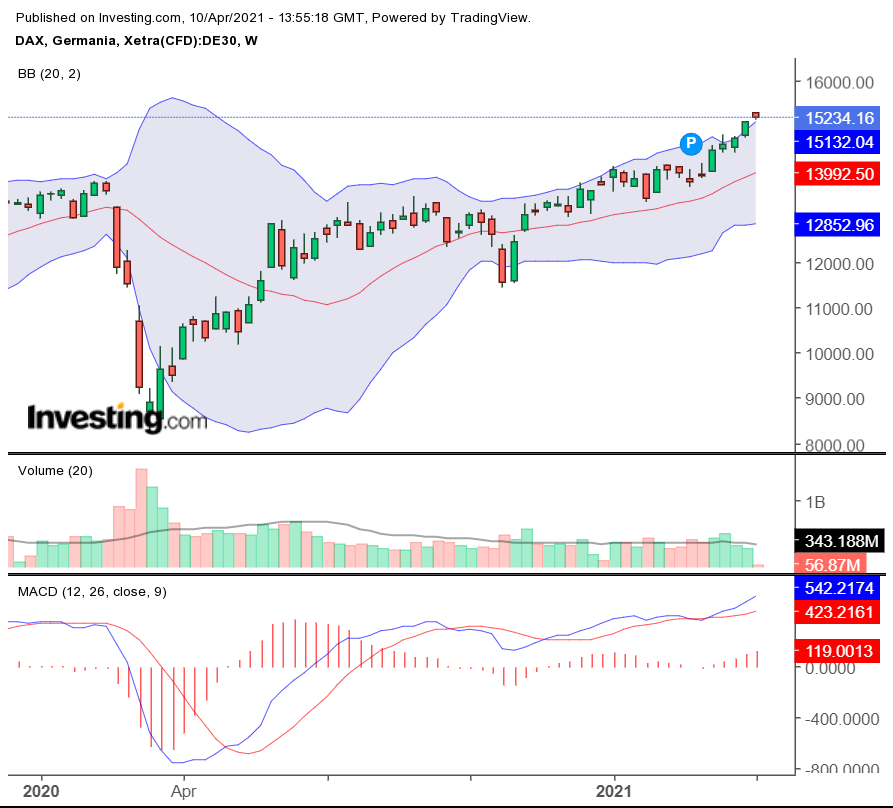 Published on Investing.com, 10/Apr/2021 - 13:55:18 GMT, Powered by TradingView.
DAX, Germania, Xetra(CFD):DE30, W
BB (20, 2)
16000.00
15234.16
15132.04
P
13992.50
12852.96
12000.00
11000.00
10000.00
9000.00
8000.00
Investing.com
Volume (20)
1B
343.188M
56.87M
MACD (12, 26, close, 9)
542.2174
423.2161
119.0013
0.0000
-400.0000
-800.0000
2020
Apr
2021